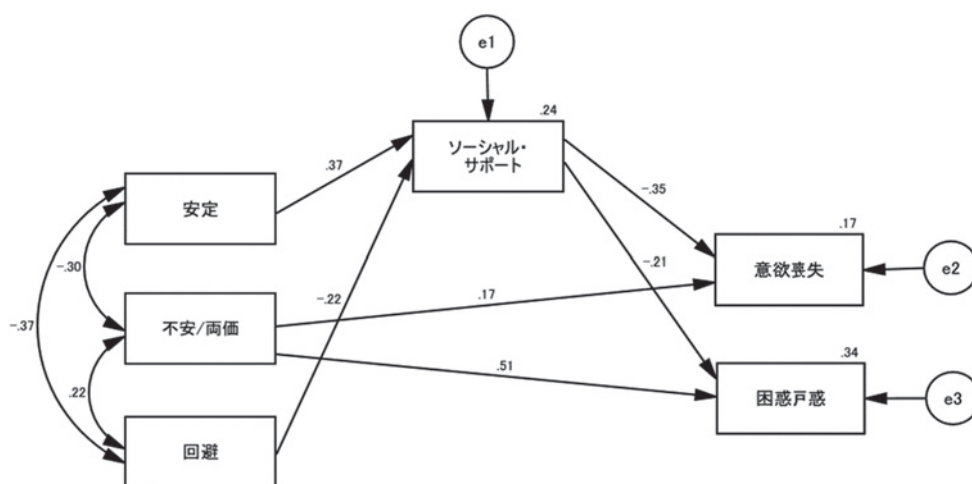 e1
.24
ソーシャル・
サポート
.37
-.35
安定
.17
意欲喪失
e2
-.30
-.21
-.22
.17
不安/両価
-.37
.51
.34
.22
困惑戸惑
e3
回避